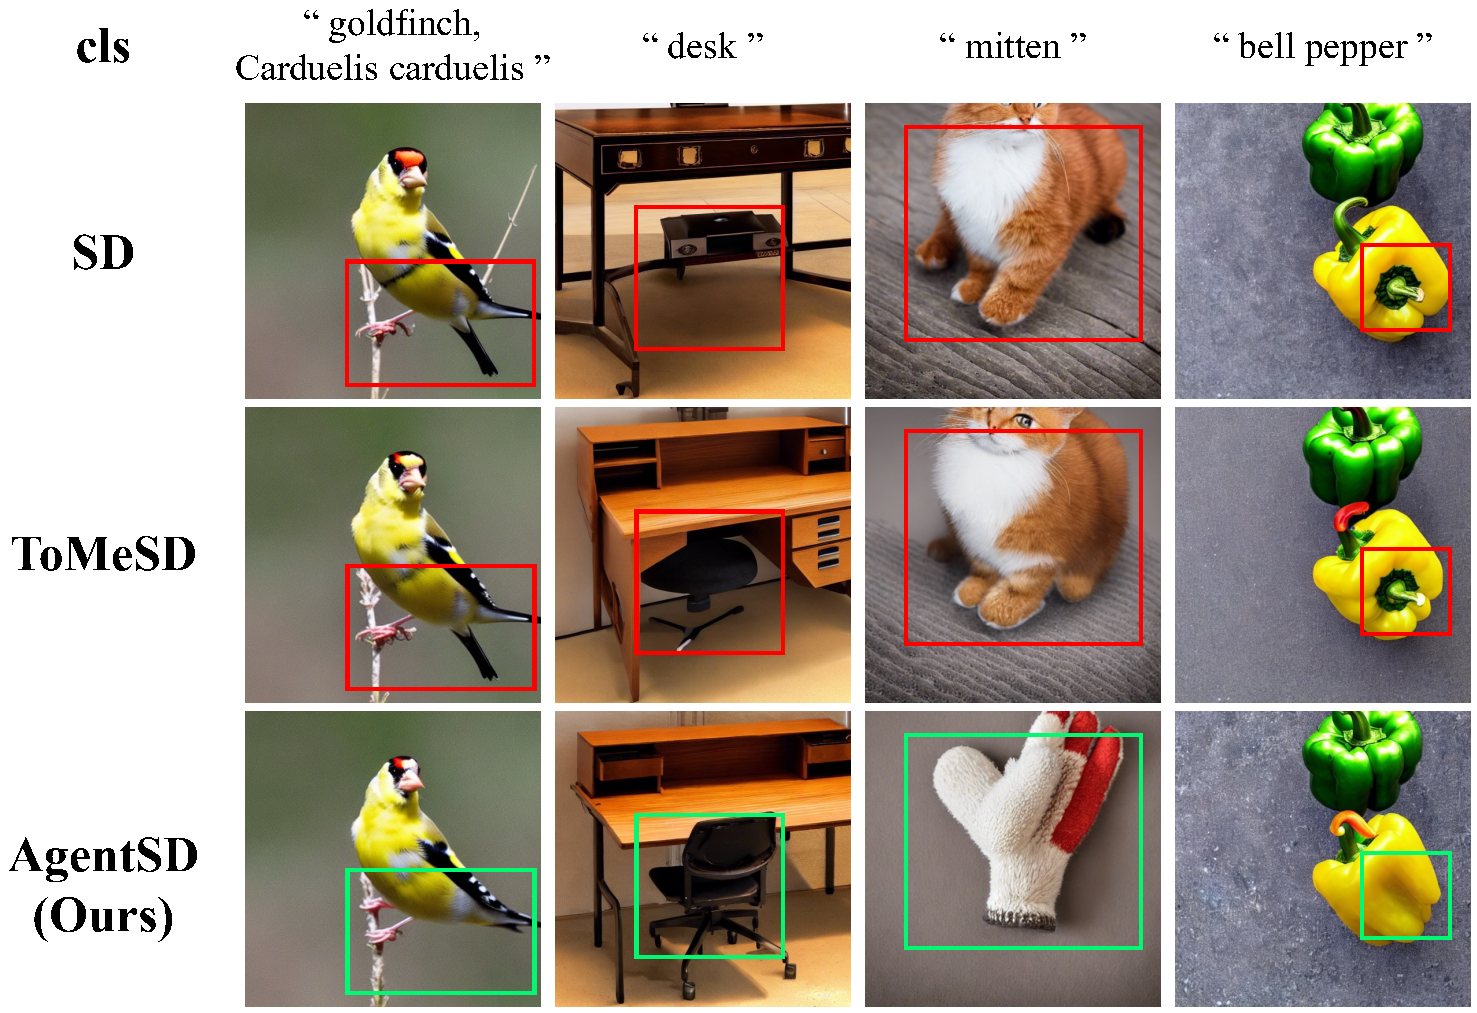 cls
“ goldfinch,
Carduelis carduelis ”
“ desk ”
“ mitten ”
“ bell pepper ”
SD
ToMeSD
AgentSD
(Ours)